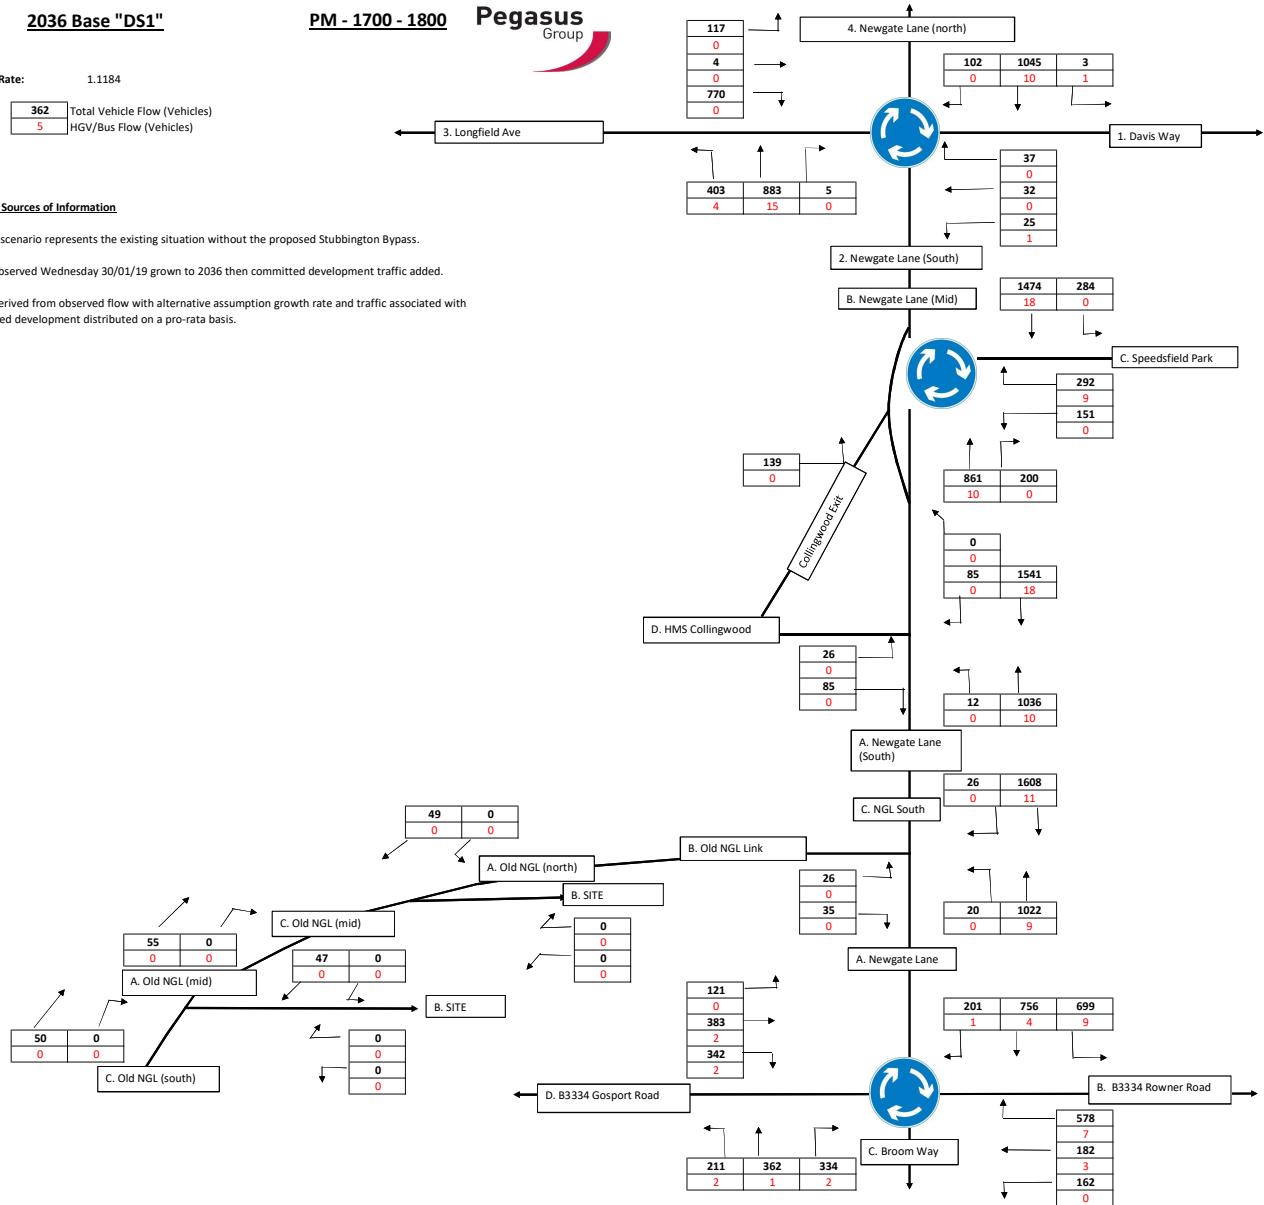 2036 Base "DS1"
PM - 1700 - 1800
Pegasus
Group
Rate:
1.1184
362
Total Vehicle Flow (Vehicles)
5
HGV/Bus Flow (Vehicles)
Sources of Information
scenario represents the existing situation without the proposed Stubbington Bypass.
bserved Wednesday 30/01/19 grown to 2036 then committed development traffic added.
erived from observed flow with alternative assumption growth rate and traffic associated with
ed development distributed on a pro-rata basis.
117
0
4
0
770
0
4. Newgate Lane (north)
102 1045 3
0 10 1
3. Longfield Ave
1. Davis Way
403 883 5
4 15 0
37
0
32
0
25
1
2. Newgate Lane (South)
B. Newgate Lane (Mid)
1474 284
18 0
C. Speedsfield Park
292
9
151
0
139
0
861 200
10 0
Collingwood Exit
0
0
85 1541
0 18
D. HMS Collingwood
26
0
85
0
12 1036
0 10
A. Newgate Lane
(South)
26 1608
0 11
C. NGL South
49 0
0 0
B. Old NGL Link
A. Old NGL (north)
26
0
35
0
B. SITE
20 1022
0 9
C. Old NGL (mid)
0
0
0
0
55 0
0 0
47 0
0 0
A. Newgate Lane
A. Old NGL (mid)
B. SITE
121
0
383
2
342
2
201 756 699
1 4 9
50 0
0 0
0
0
0
0
C. Old NGL (south)
D. B3334 Gosport Road
B. B3334 Rowner Road
578
7
182
3
162
0
C. Broom Way
211 362 334
2 1 2